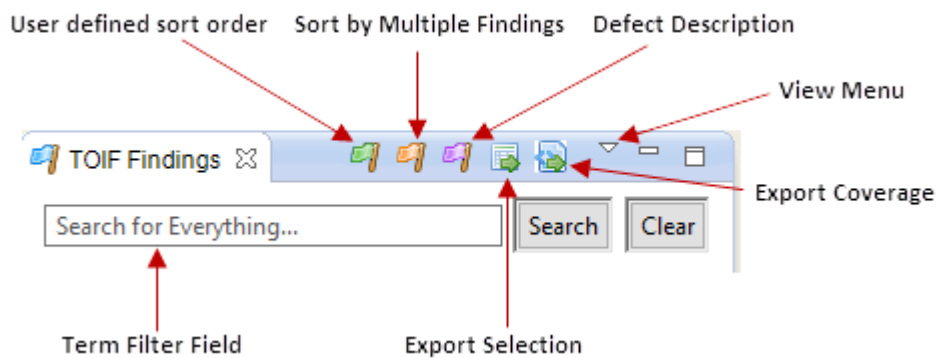 User defined sort order
Sort by Multiple Findings
Defect Description
View Menu
TOIF Findings
Export Coverage
Search for Everything...
Search
Clear
Term Filter Field
Export Selection